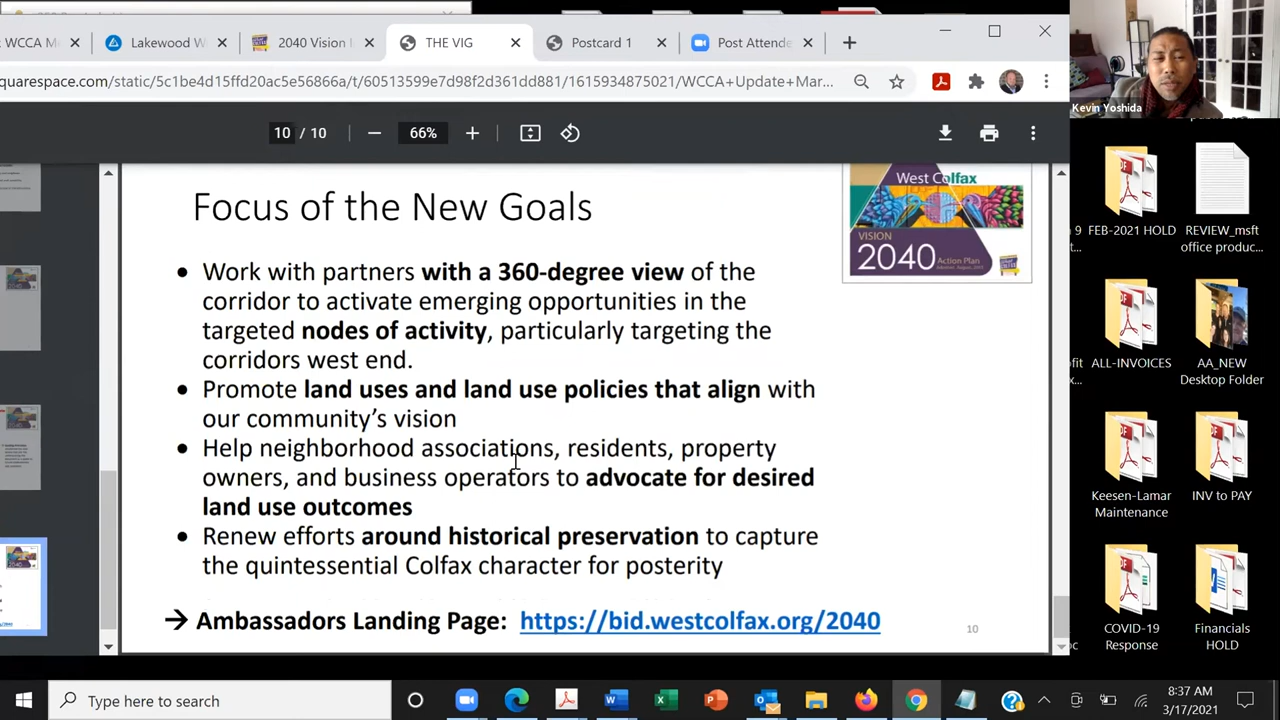 WCCA M
Lakewood W
2040 Vision I
THE VIG
Postcard 1
Post Attende
quarespace.com/static/5c1be4d15ffd20ac5e56866a/t/60513599e7d9sf2d361dd881/1615934875021/WCCA+Update+Mar...
Kevin Yoshida
10 / 10
66%
Focus of the New Goals
West Colfax
VISION
2040 Action Plan
• Work with partners with a 360-degree view of the
corridor to activate emerging opportunities in the
targeted nodes of activity, particularly targeting the
corridors west end.
• Promote land uses and land use policies that align with
our community's vision
• Help neighborhood associations, residents, property
owners, and business operators to advocate for desired
land use outcomes
• Renew efforts around historical preservation to capture
the quintessential Colfax character for posterity
→ Ambassadors Landing Page: https://bid.westcolfax.org/2040
10
FEB-2021 HOLD
REVIEW_msft
office produc...
ALL-INVOICES
AA_NEW
Desktop Folder
Keesen-Lamar
Maintenance
INV to PAY
COVID-19
Response
Financials
HOLD
Type here to search
8:37 AM
3/17/2021